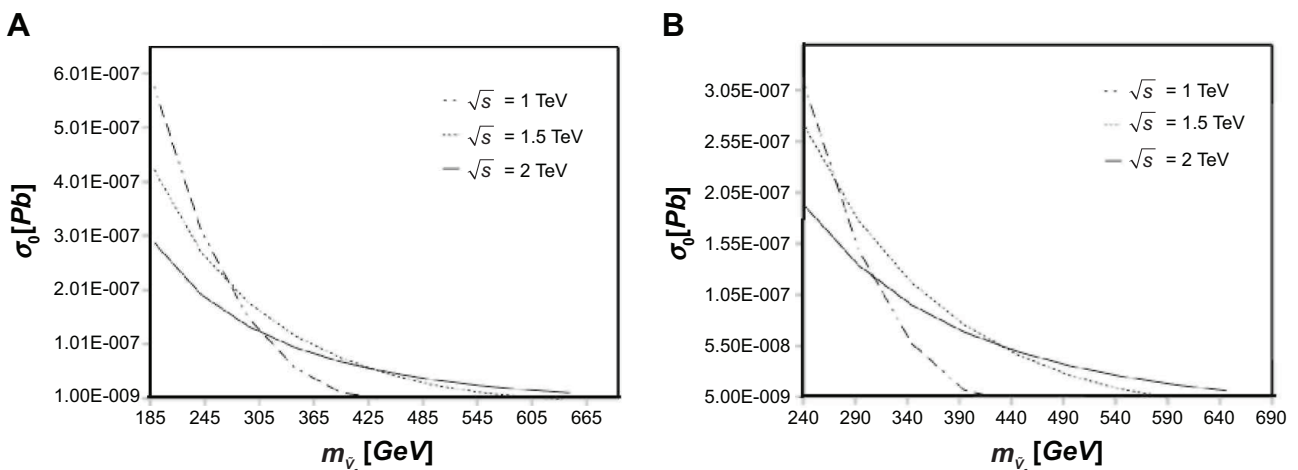 A
6.01E-007
5.01E-007
4.01E-007
3.01E-007
2.01E-007
1.01E-007
1.00E-009
σ₀[Pb]
√s = 1 TeV
√s = 1.5 TeV
√s = 2 TeV
185 245 305 365 425 485 545 605 665
m [GeV]
B
3.05E-007
2.55E-007
2.05E-007
1.55E-007
1.05E-007
5.50E-008
5.00E-009
σ₀[Pb]
√s = 1 TeV
√s = 1.5 TeV
√s = 2 TeV
240 290 340 390 440 490 540 590 640 690
m [GeV]